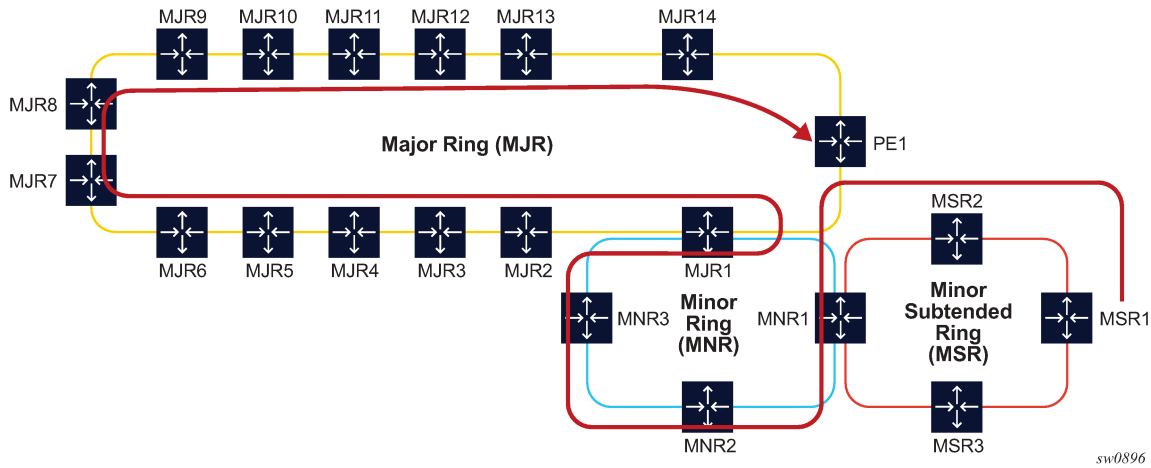 MJR9
MJR10
MJR11
MJR12
MJR13
MJR14
MJR8
Major Ring (MJR)
PE1
MJR7
MSR2
MJR6
MJR5
MJR4
MJR3
MJR2
MJR1
MNR3
Minor
Ring
(MNR)
MNR1
Minor
Subtended
Ring
(MSR)
MSR1
MNR2
MSR3
sw0896